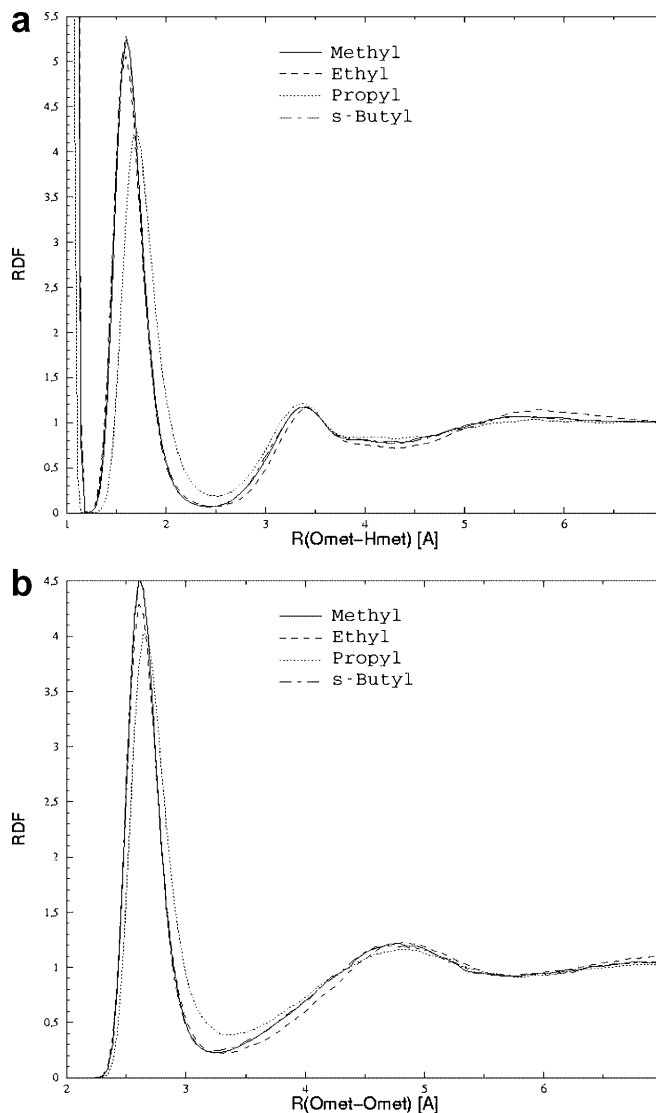 a
5,5
5
4,5
4
3,5
3
2,5
2
1,5
1
0,5
0
RDF
Methyl
Ethyl
Propyl
s-Butyl
1 2 3 4 5 6
R(Omet-Hmet) [A]
b
4,5
4
3,5
3
2,5
2
1,5
1
0,5
0
RDF
Methyl
Ethyl
Propyl
s-Butyl
2 3 4 5 6
R(Omet-Omet) [A]